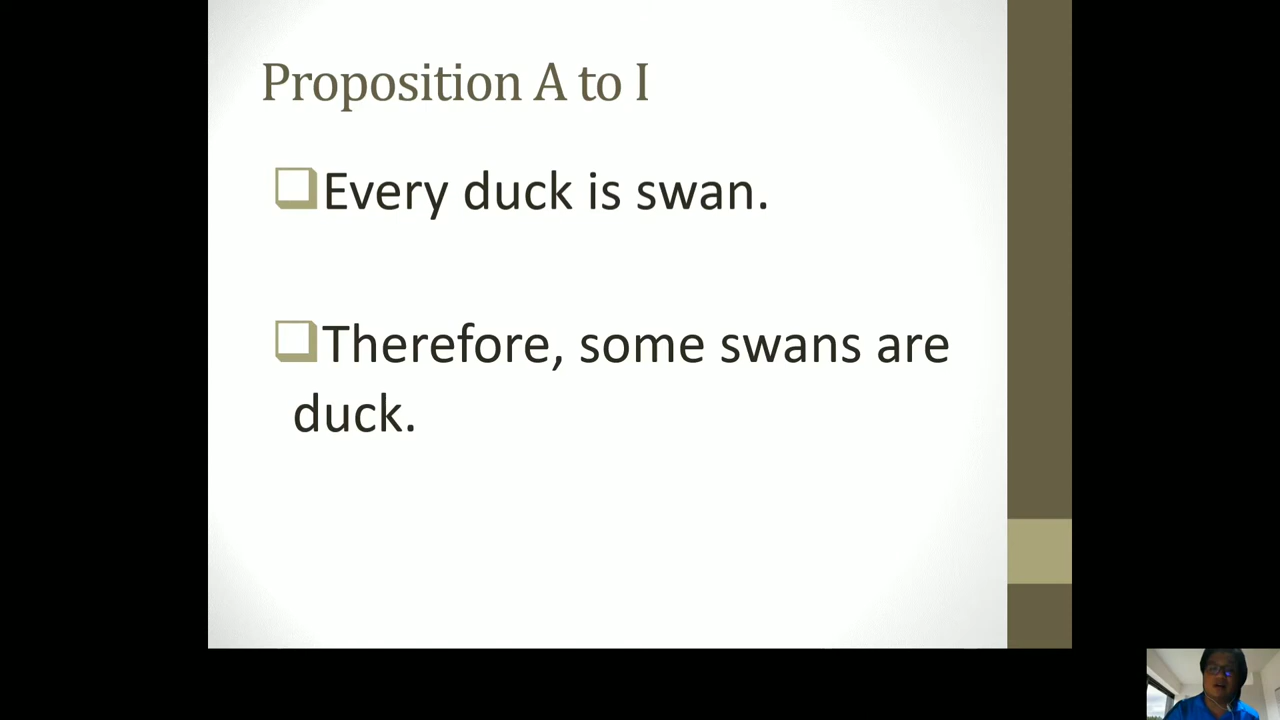 Proposition A to I
Every duck is swan.
Therefore, some swans are
duck.